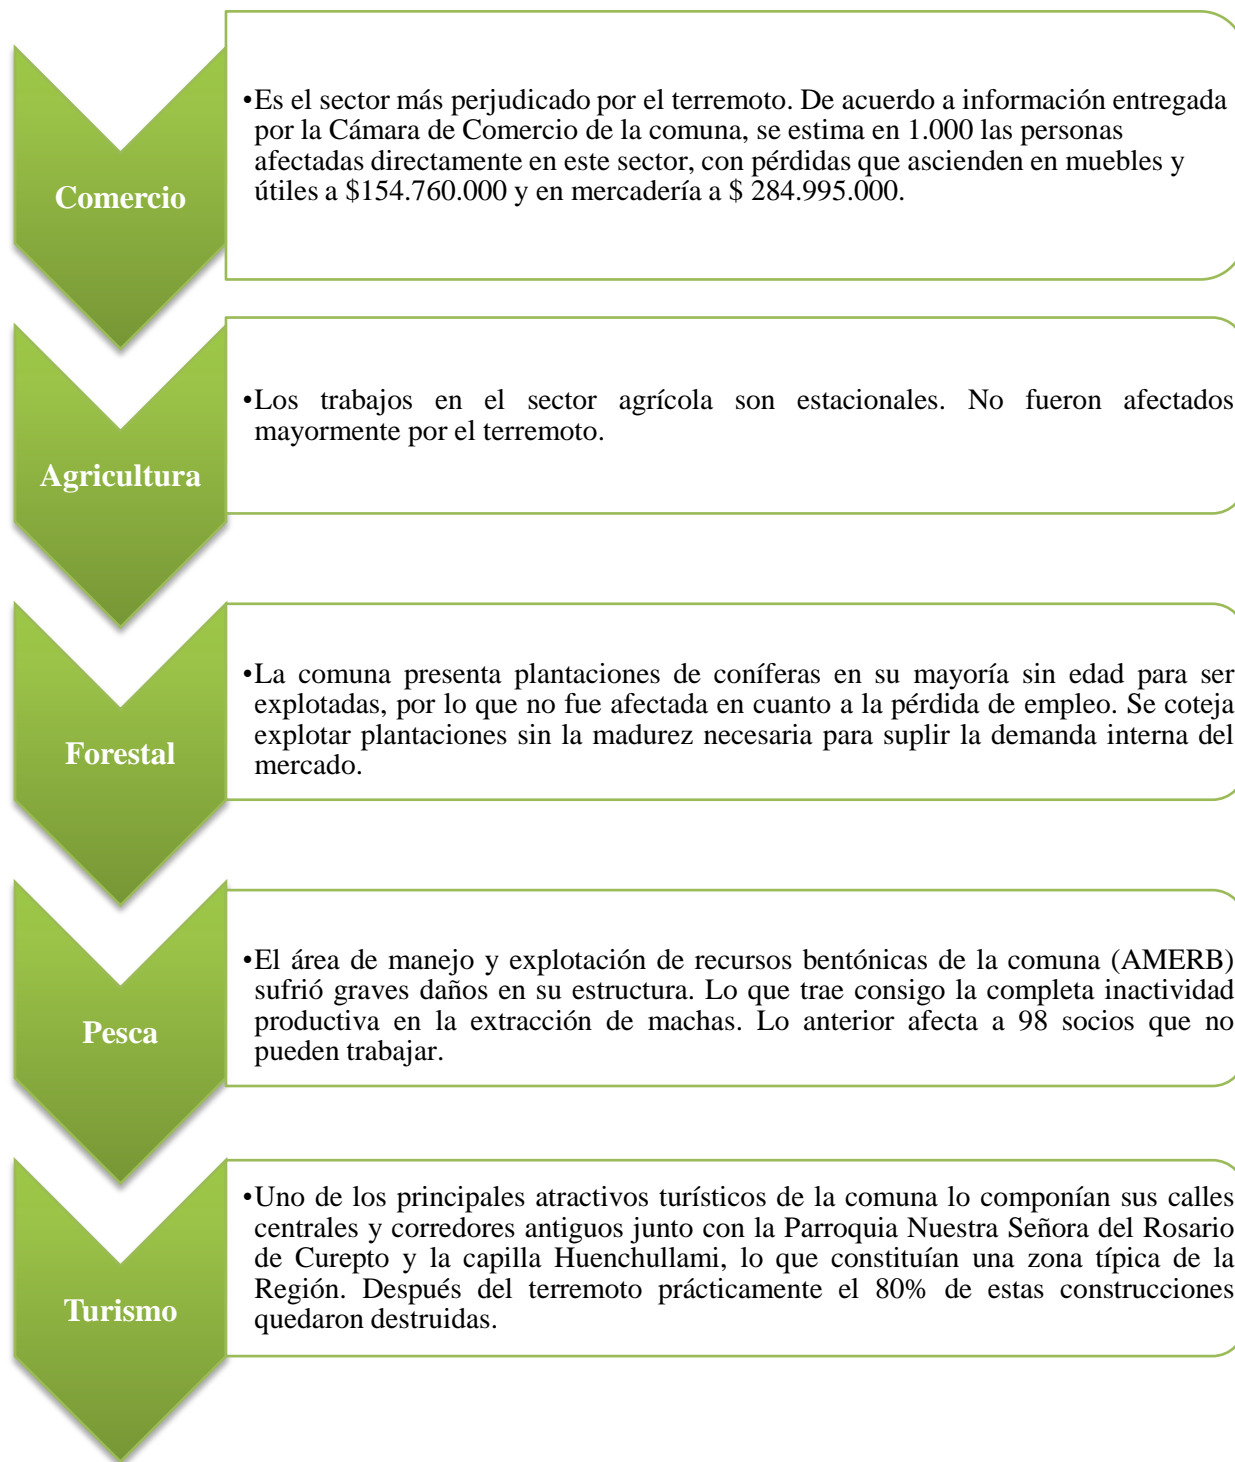 Comercio
•Es el sector más perjudicado por el terremoto. De acuerdo a información entregada
por la Cámara de Comercio de la comuna, se estima en 1.000 las personas
afectadas directamente en este sector, con pérdidas que ascienden en muebles y
útiles a $154.760.000 y en mercadería a $ 284.995.000.
Agricultura
•Los trabajos en el sector agrícola son estacionales. No fueron afectados
mayormente por el terremoto.
Forestal
•La comuna presenta plantaciones de coníferas en su mayoría sin edad para ser
explotadas, por lo que no fue afectada en cuanto a la pérdida de empleo. Se coteja
explotar plantaciones sin la madurez necesaria para suplir la demanda interna del
mercado.
Pesca
•El área de manejo y explotación de recursos bentónicas de la comuna (AMERB)
sufrió graves daños en su estructura. Lo que trae consigo la completa inactividad
productiva en la extracción de machas. Lo anterior afecta a 98 socios que no
pueden trabajar.
Turismo
•Uno de los principales atractivos turísticos de la comuna lo componían sus calles
centrales y corredores antiguos junto con la Parroquia Nuestra Señora del Rosario
de Curepto y la capilla Huenchullami, lo que constituían una zona típica de la
Región. Después del terremoto prácticamente el 80% de estas construcciones
quedaron destruidas.